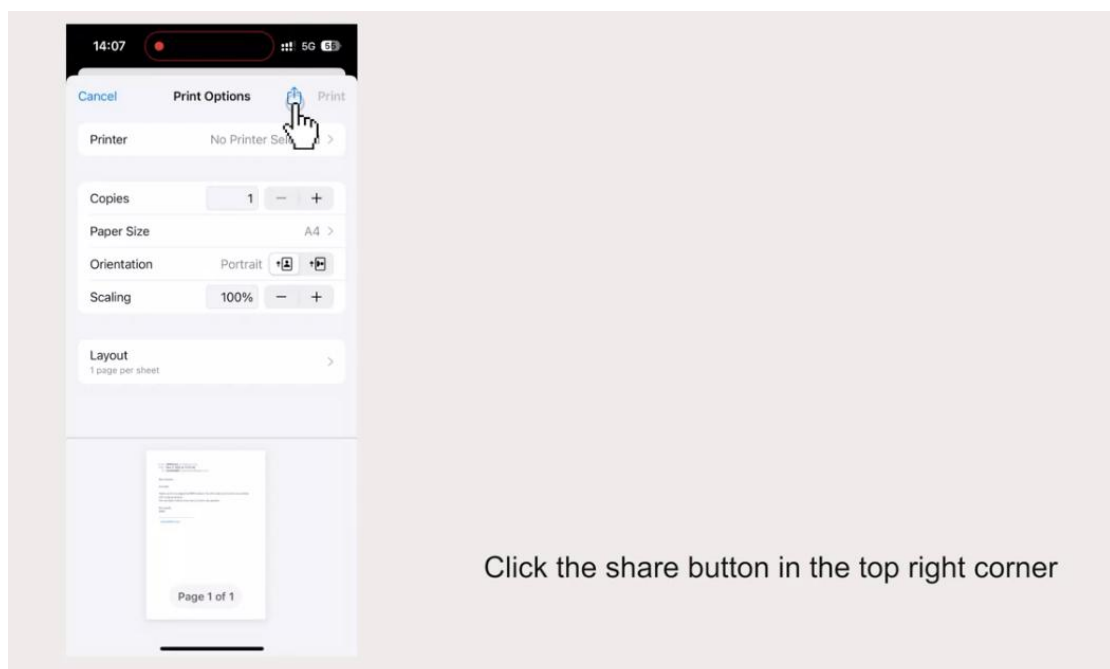 14:07 5G 55
Cancel Print Options Print
Printer No Printer
Copies 1 − +
Paper Size A4 >
Orientation Portrait
Scaling 100% − +
Layout >
1 page per sheet
Page 1 of 1
Click the share button in the top right corner